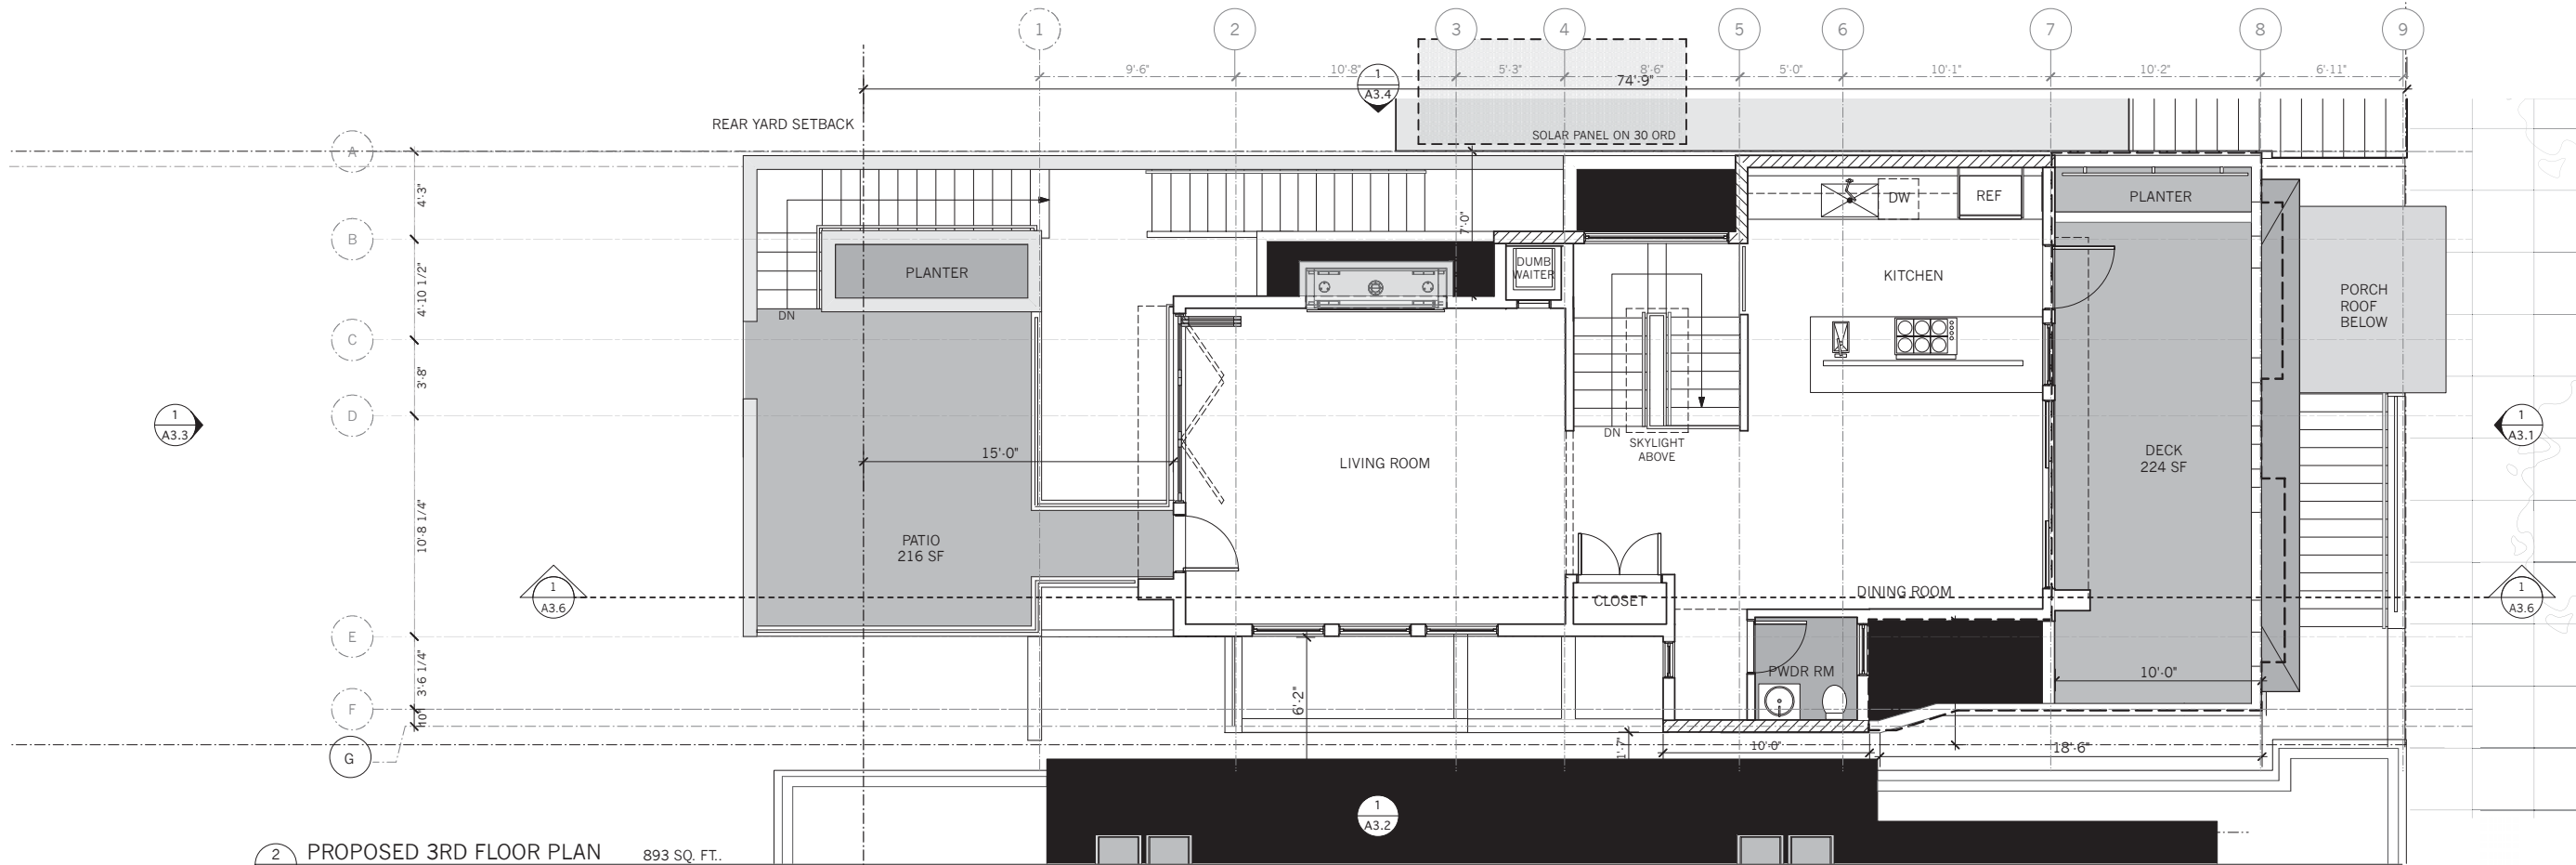 1
2
3
4
5
6
7
8
9
9'-6"
10'-8"
5'-3"
8'-6"
5'-0"
10'-1"
10'-2"
6'-11"
74'-9"
1
A3.4
REAR YARD SETBACK
SOLAR PANEL ON 30 ORD
A
B
C
D
E
F
G
4'-3"
4'-10 1/2"
3'-8"
10'-8 1/4"
3'-6 1/4"
10"
7'-0"
DW
REF
PLANTER
PLANTER
DUMB
WAITER
KITCHEN
DN
PORCH
ROOF
BELOW
1
A3.3
1
A3.1
15'-0"
LIVING ROOM
DN
SKYLIGHT
ABOVE
DECK
224 SF
PATIO
216 SF
1
A3.6
CLOSET
DINING ROOM
1
A3.6
PWDR RM
10'-0"
6'-2"
1'-7"
10'-0"
18'-6"
1
A3.2
2
PROPOSED 3RD FLOOR PLAN
893 SQ. FT..